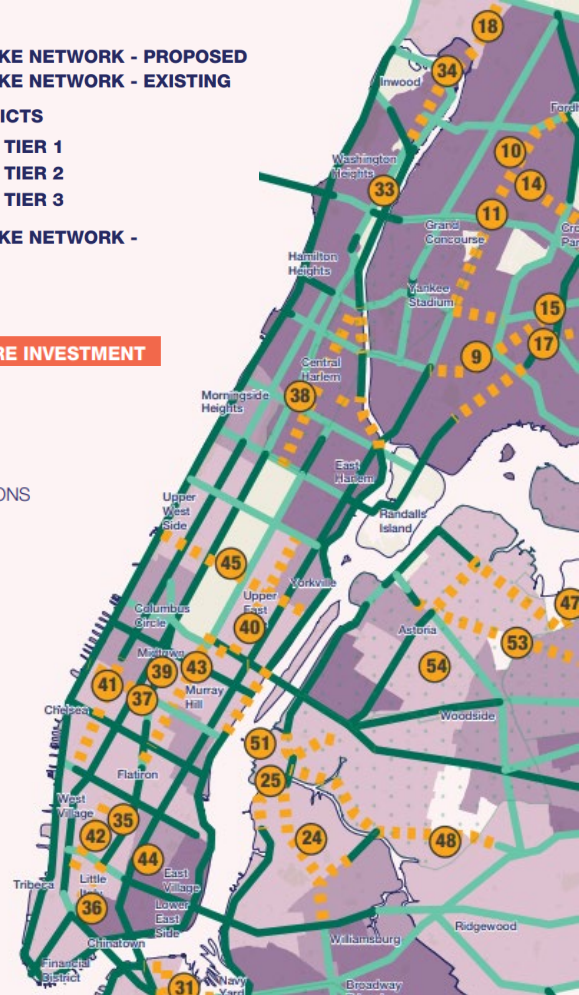 KE NETWORK - PROPOSED
KE NETWORK - EXISTING
ICTS
TIER 1
TIER 2
TIER 3
KE NETWORK -
RE INVESTMENT
ONS
18
34
Inwood
Fordh
10
Washington
Heights
14
33
11
Grand
Concourse
Cro
Par
Hamilton
Heights
Yankee
Stadium
15
17
9
Central
Harlem
Morningside
Heights
38
East
Harlem
Upper
West
Side
Randalls
Island
45
Yorkville
Upper
East
47
Columbus
Circle
40
Astoria
53
Midtown
39
43
54
41
37
Murray
Hill
Chelsea
Woodside
51
Flatiron
25
West
Village
35
42
24
48
44
Tribeca
Little
Italy
East
Village
36
Lower
East
Side
Ridgewood
Chinatown
Williamsburg
Financial
District
31
Navy
Yard
Broadway